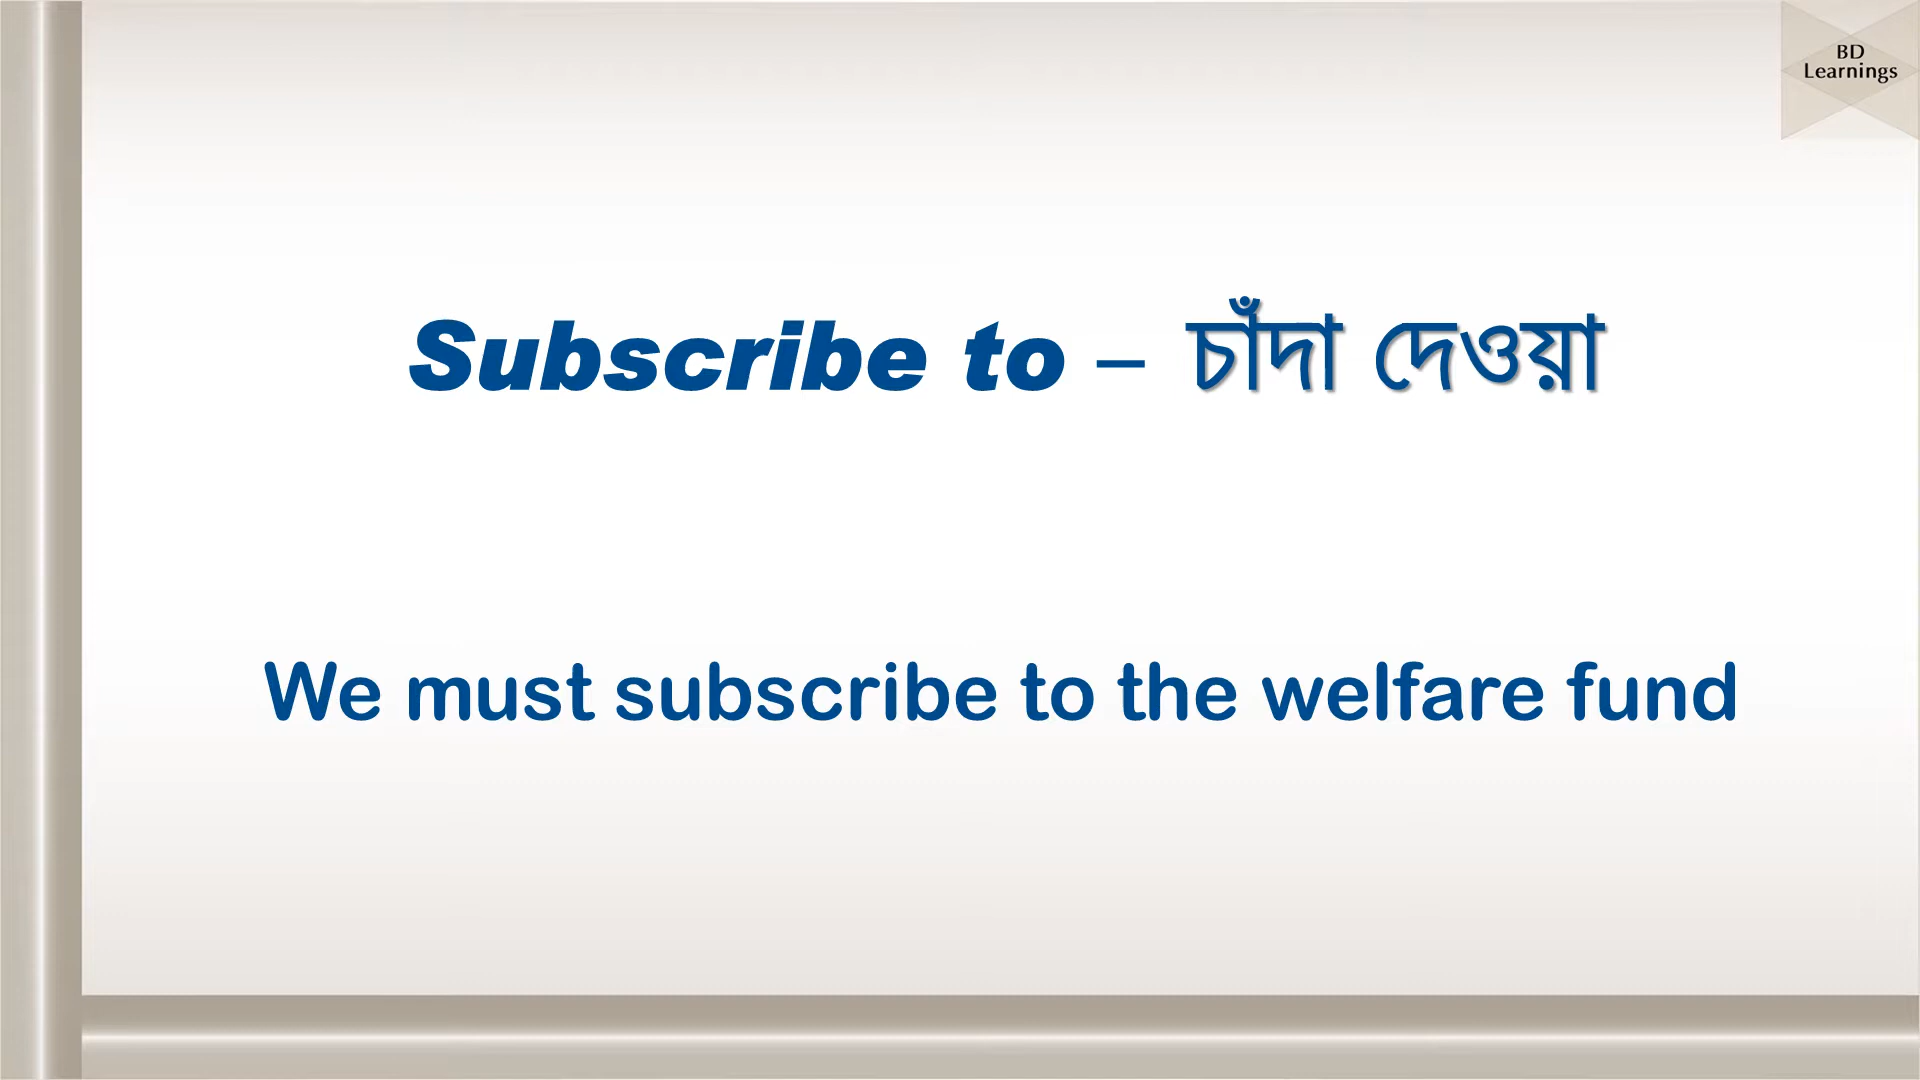 BD
Learnings
Subscribe to – চাঁদা দেওয়া
We must subscribe to the welfare fund